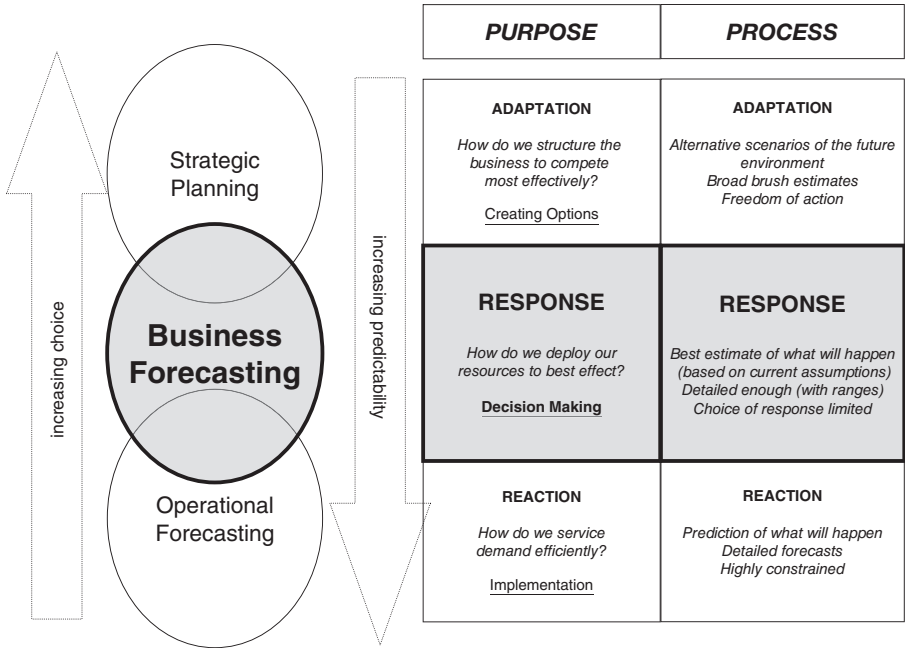 PURPOSE
PROCESS
increasing choice
Strategic
Planning
Business
Forecasting
Operational
Forecasting
increasing predictability
ADAPTATION
How do we structure the
business to compete
most effectively?
Creating Options
ADAPTATION
Alternative scenarios of the future
environment
Broad brush estimates
Freedom of action
RESPONSE
How do we deploy our
resources to best effect?
Decision Making
RESPONSE
Best estimate of what will happen
(based on current assumptions)
Detailed enough (with ranges)
Choice of response limited
REACTION
How do we service
demand efficiently?
Implementation
REACTION
Prediction of what will happen
Detailed forecasts
Highly constrained